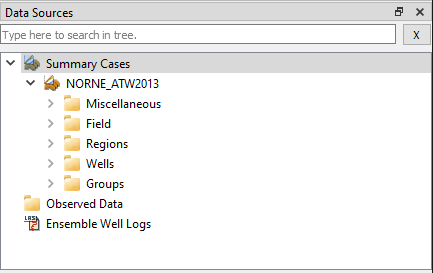 Data Sources
Type here to search in tree.
X
Summary Cases
NORNE_ATW2013
Miscellaneous
Field
Regions
Wells
Groups
Observed Data
LAS
Ensemble Well Logs